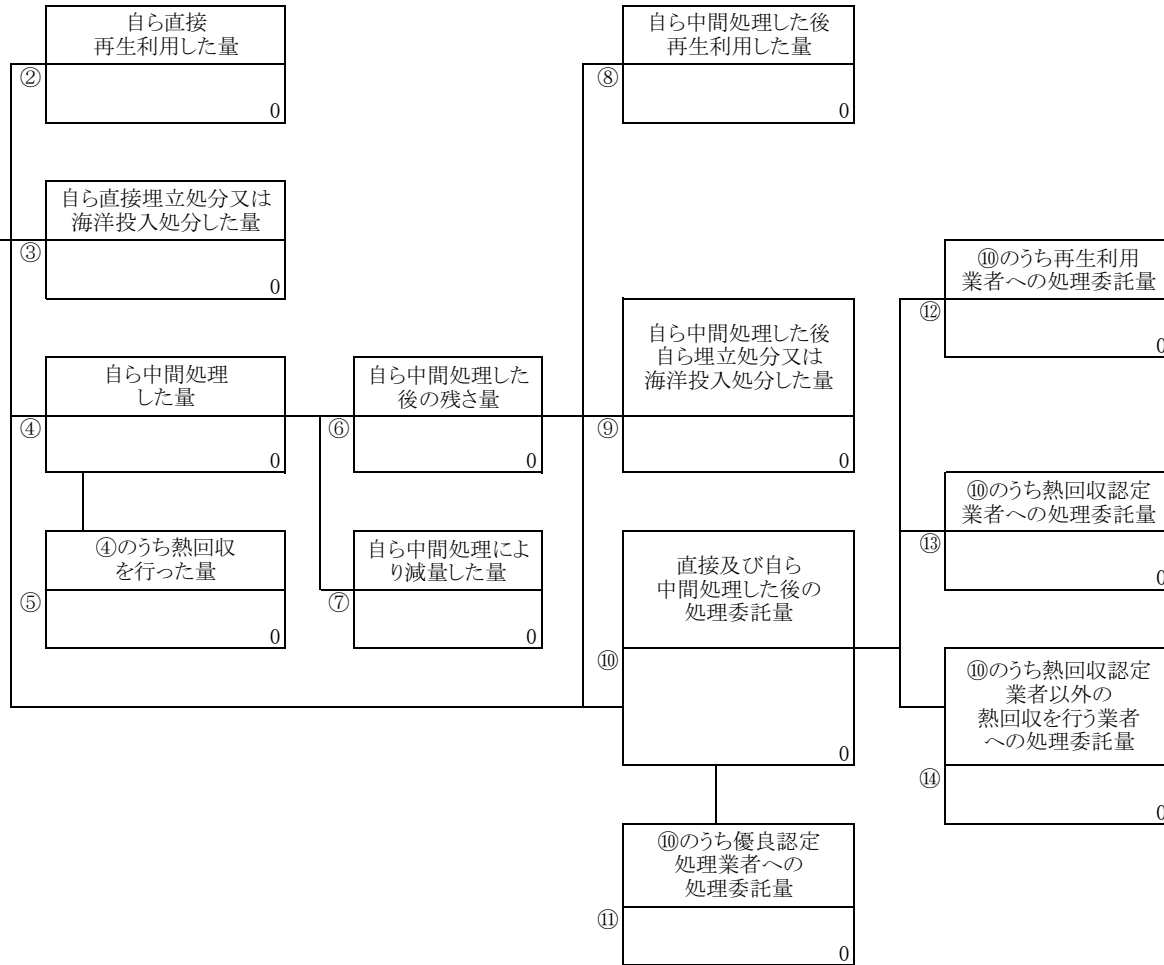 自ら直接
再生利用した量
②
0
自ら直接埋立処分又は
海洋投入処分した量
③
0
自ら中間処理
した量
④
0
④のうち熱回収
を行った量
⑤
0
自ら中間処理した
後の残さ量
⑥
0
自ら中間処理によ
り減量した量
⑦
0
自ら中間処理した後
再生利用した量
⑧
0
自ら中間処理した後
自ら埋立処分又は
海洋投入処分した量
⑨
0
直接及び自ら
中間処理した後の
処理委託量
⑩
0
⑩のうち優良認定
処理業者への
処理委託量
⑪
0
⑩のうち再生利用
業者への処理委託量
⑫
0
⑩のうち熱回収認定
業者への処理委託量
⑬
0
⑩のうち熱回収認定
業者以外の
熱回収を行う業者
への処理委託量
⑭
0